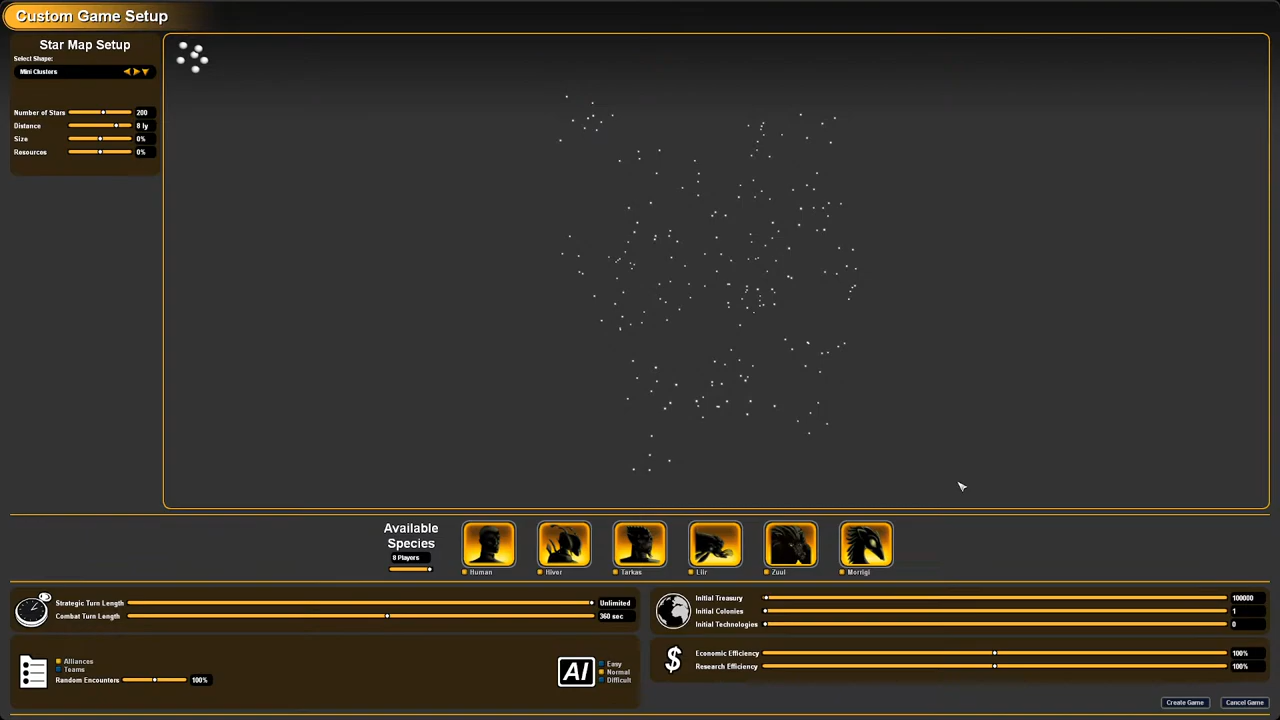 Custom Game Setup
Star Map Setup
Select Shape:
Mini Clusters
Number of Stars 200
Distance 8 ly
Size 0%
Resources 0%
Available
Species
8 Players
Human
Hiver
Tarkas
Liir
Zuul
Morrigi
Strategic Turn Length Unlimited
Combat Turn Length 360 sec
Initial Treasury 100000
Initial Colonies 1
Initial Technologies 0
Alliances
Teams
Random Encounters 100%
AI
Easy
Normal
Difficult
$
Economic Efficiency 100%
Research Efficiency 100%
Create Game
Cancel Game